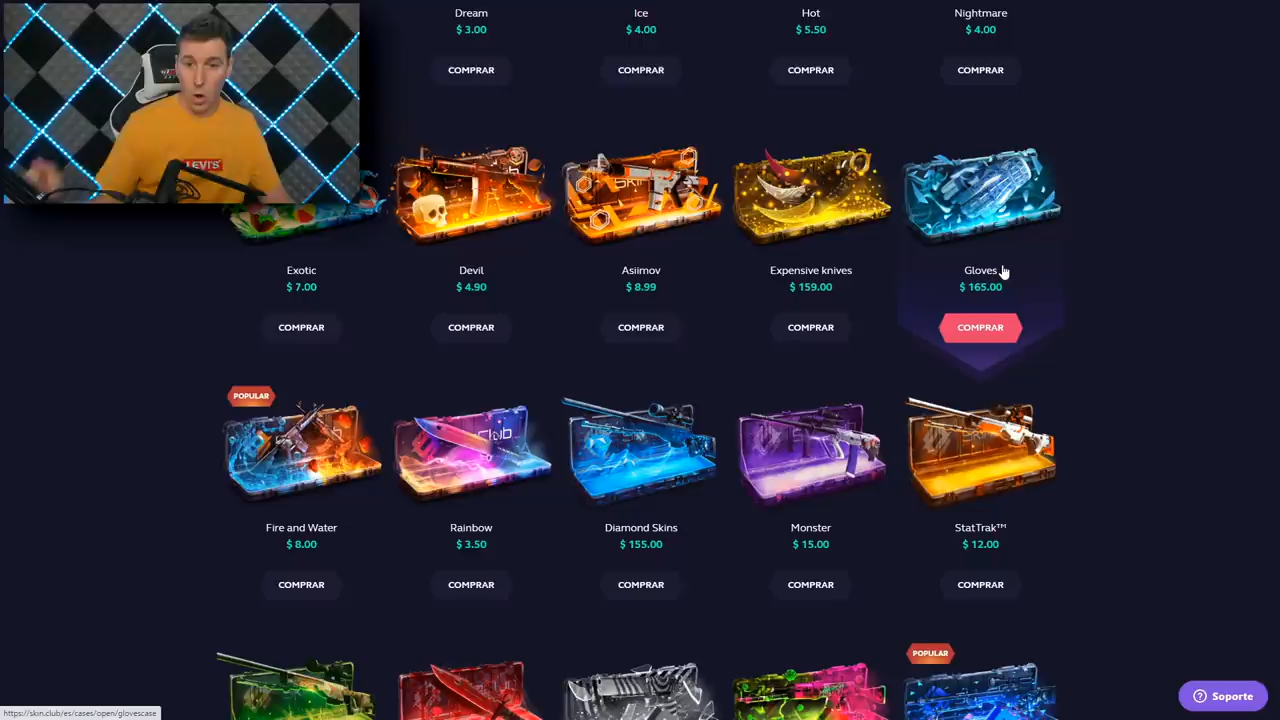 Dream
$ 3.00
COMPRAR
Ice
$ 4.00
COMPRAR
Hot
$ 5.50
COMPRAR
Nightmare
$ 4.00
COMPRAR
LEVI'S
Exotic
$ 7.00
COMPRAR
Devil
$ 4.90
COMPRAR
Asiimov
$ 8.99
COMPRAR
Expensive knives
$ 159.00
COMPRAR
Gloves
$ 165.00
COMPRAR
POPULAR
Fire and Water
$ 8.00
COMPRAR
Rainbow
$ 3.50
COMPRAR
Diamond Skins
$ 155.00
COMPRAR
Monster
$ 15.00
COMPRAR
StatTrak™
$ 12.00
COMPRAR
POPULAR
Soporte
https://skin.club/es/cases/open/glovescase